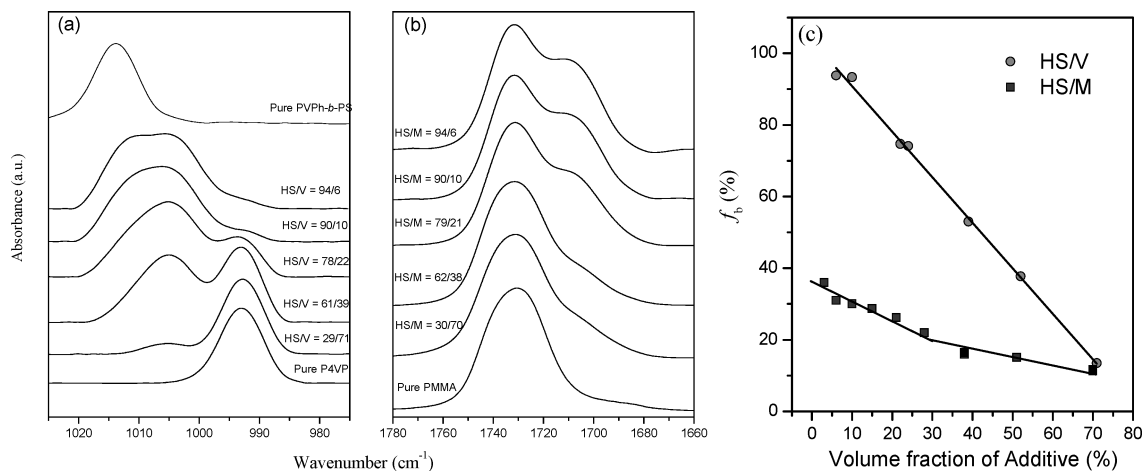 (a)
Pure PVPh-b-PS
HS/V = 94/6
HS/V = 90/10
HS/V = 78/22
HS/V = 61/39
HS/V = 29/71
Pure P4VP
1020 1010 1000 990 980
Absorbance (a.u.)
(b)
HS/M = 94/6
HS/M = 90/10
HS/M = 79/21
HS/M = 62/38
HS/M = 30/70
Pure PMMA
1780 1760 1740 1720 1700 1680 1660
Wavenumber (cm⁻¹)
(c)
HS/V
HS/M
100
80
60
40
20
0
fb (%)
0 10 20 30 40 50 60 70 80
Volume fraction of Additive (%)